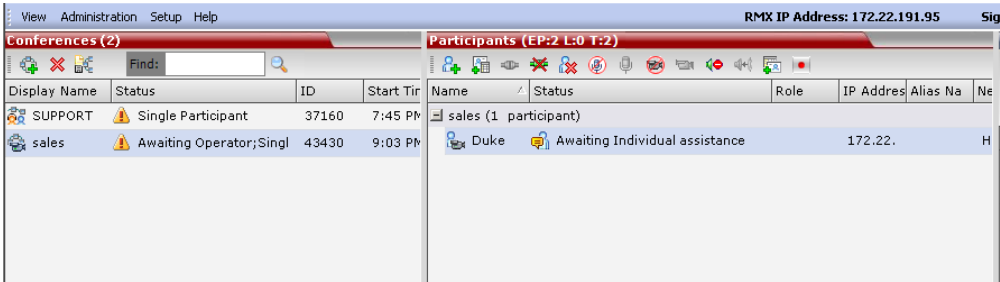 View Administration Setup Help RMX IP Address: 172.22.191.95 Sig
Conferences (2)
Find:
Display Name Status ID Start Tir
SUPPORT Single Participant 37160 7:45 PM
sales Awaiting Operator;Singl 43430 9:03 PM
Participants (EP:2 L:0 T:2)
Name Status Role IP Addres Alias Na Ne
sales (1 participant)
Duke Awaiting Individual assistance 172.22. H